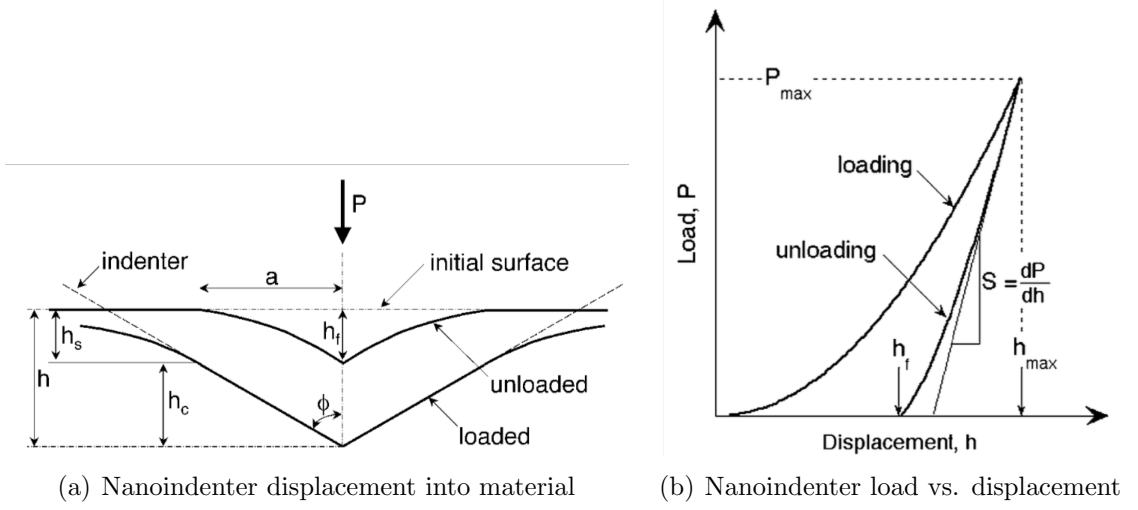 P
indenter
a
initial surface
h_s
h_f
h
h_c
ϕ
unloaded
loaded
(a) Nanoindenter displacement into material
P_max
loading
unloading
S = dP/dh
h_f
h_max
Load, P
Displacement, h
(b) Nanoindenter load vs. displacement